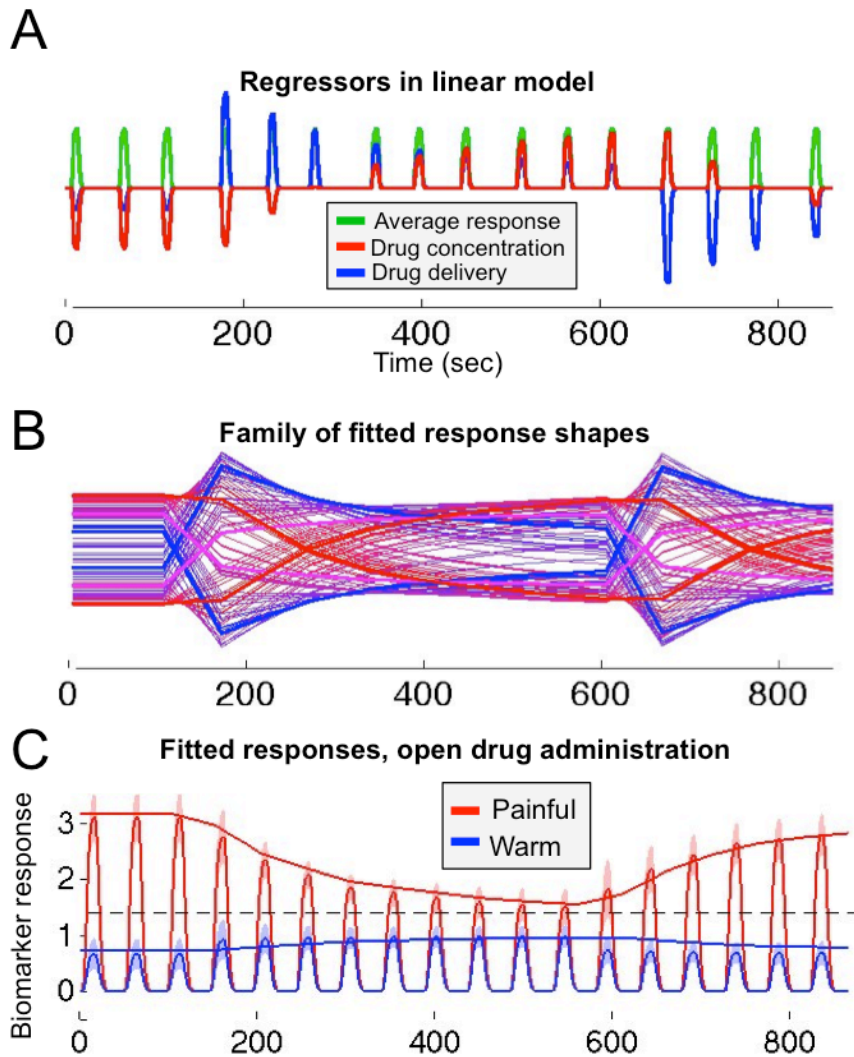 A
Regressors in linear model
Average response
Drug concentration
Drug delivery
0 200 400 600 800
Time (sec)
B
Family of fitted response shapes
0 200 400 600 800
C
Fitted responses, open drug administration
Biomarker response
3
2
1
0
Painful
Warm
0 200 400 600 800